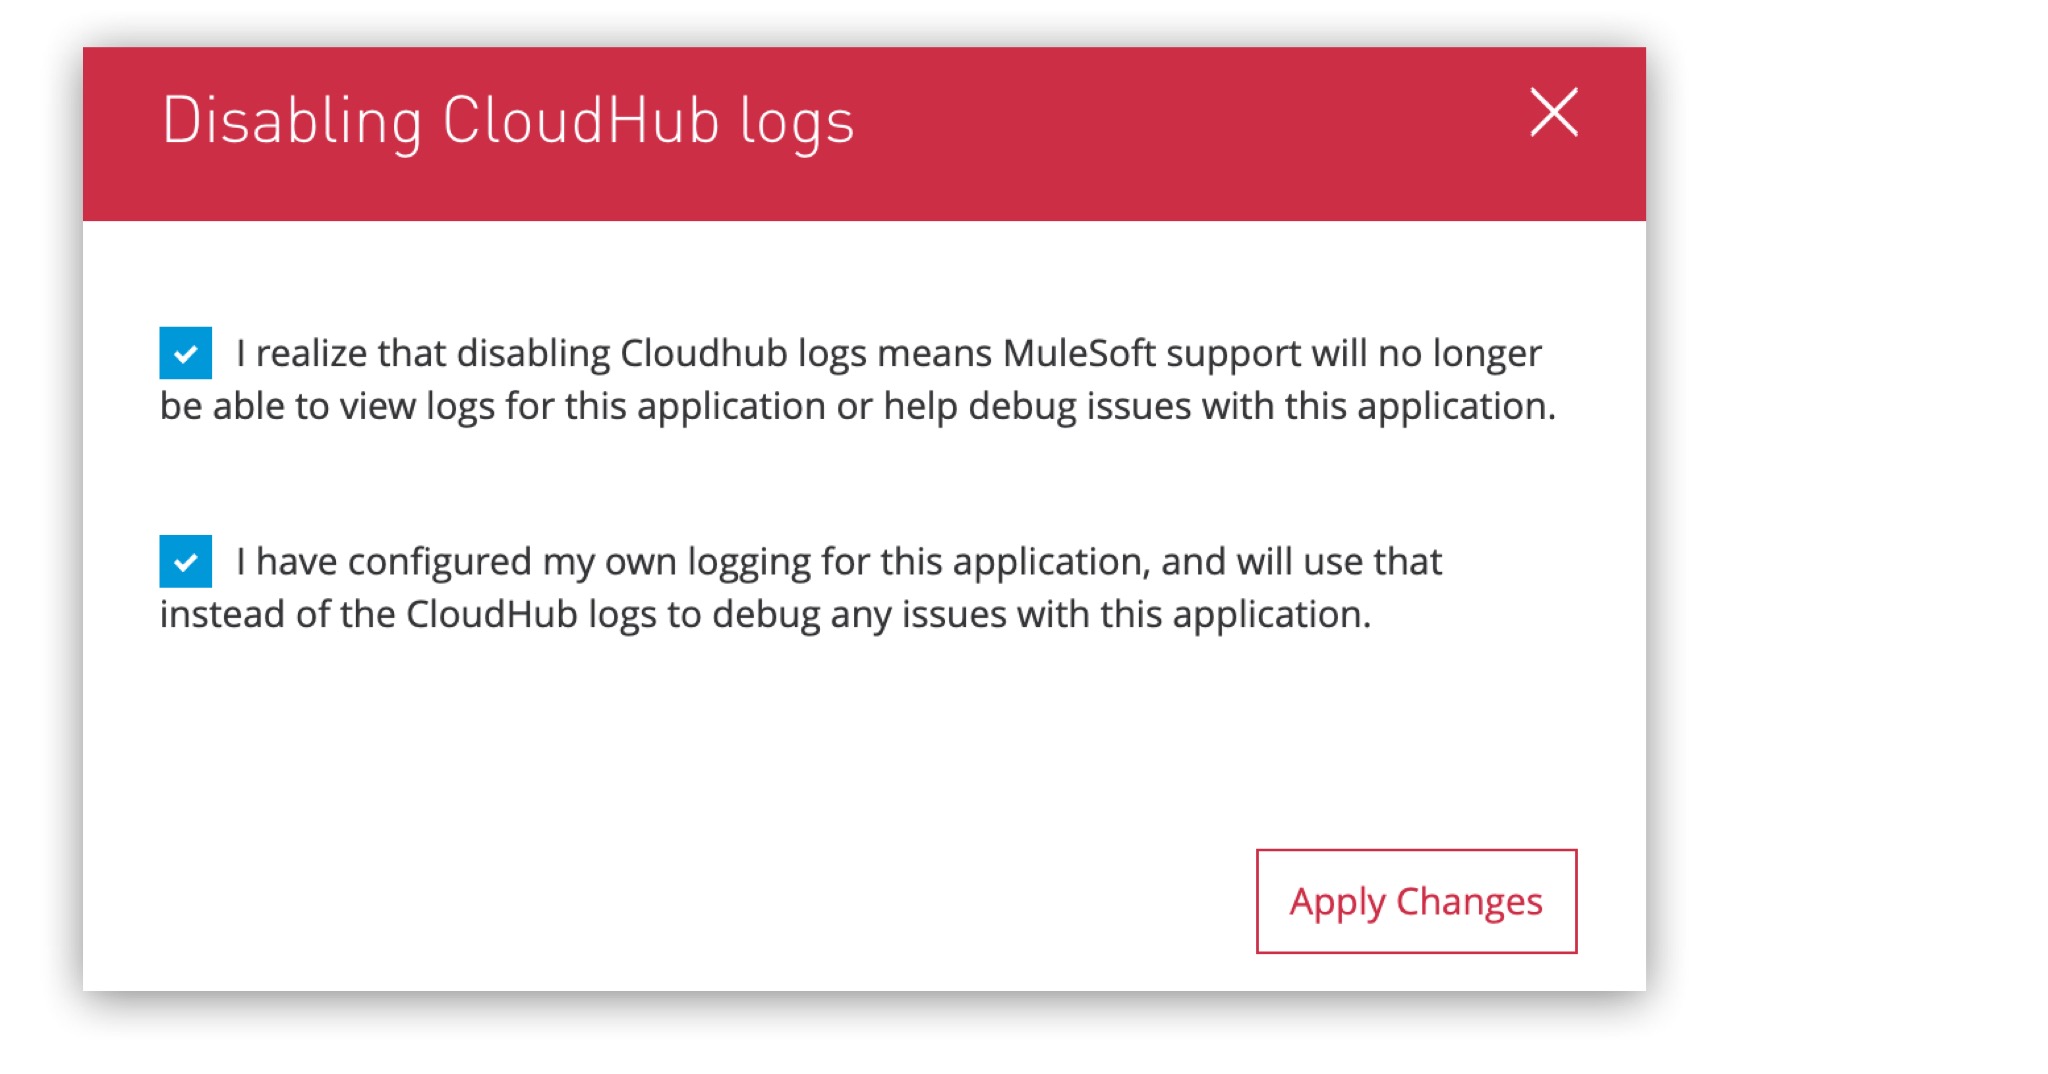 Disabling CloudHub logs
I realize that disabling Cloudhub logs means MuleSoft support will no longer
be able to view logs for this application or help debug issues with this application.
I have configured my own logging for this application, and will use that
instead of the CloudHub logs to debug any issues with this application.
Apply Changes